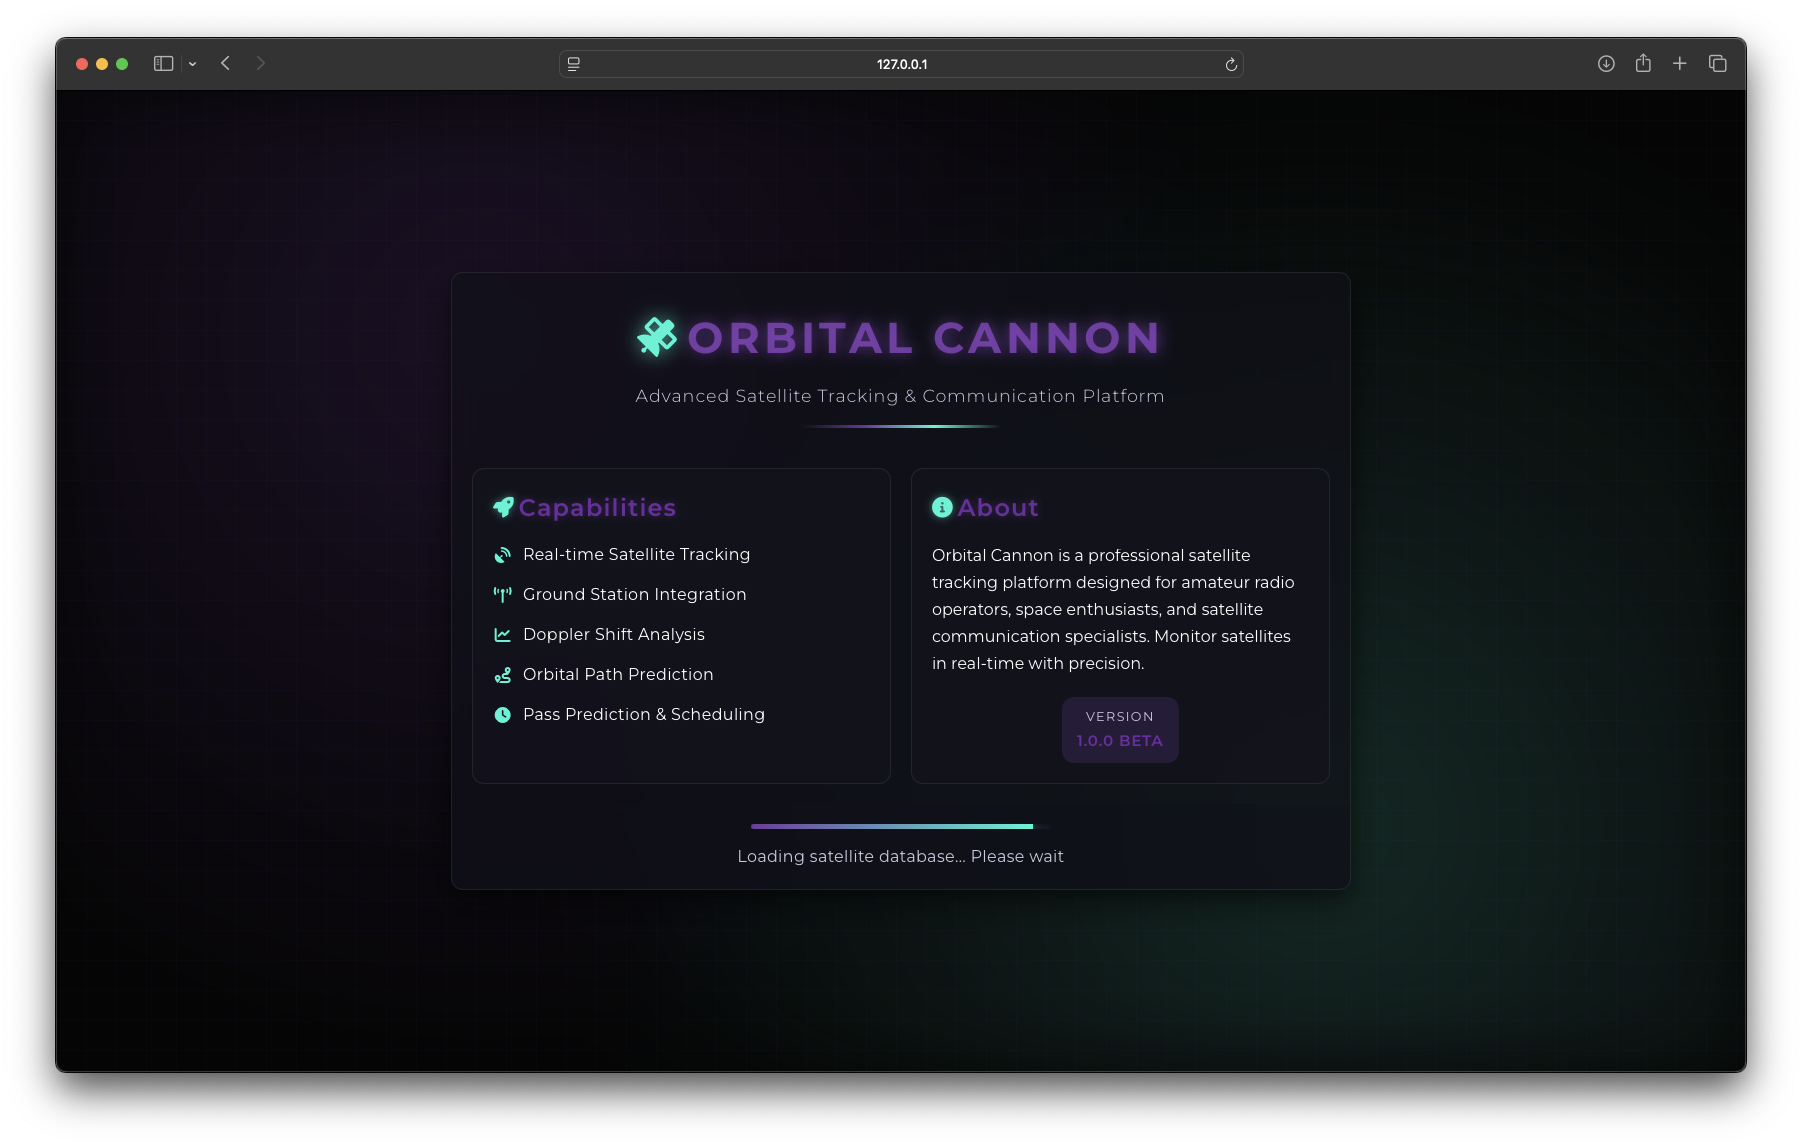 127.0.0.1
ORBITAL CANNON
Advanced Satellite Tracking & Communication Platform
Capabilities
Real-time Satellite Tracking
Ground Station Integration
Doppler Shift Analysis
Orbital Path Prediction
Pass Prediction & Scheduling
About
Orbital Cannon is a professional satellite
tracking platform designed for amateur radio
operators, space enthusiasts, and satellite
communication specialists. Monitor satellites
in real-time with precision.
VERSION
1.0.0 BETA
Loading satellite database... Please wait